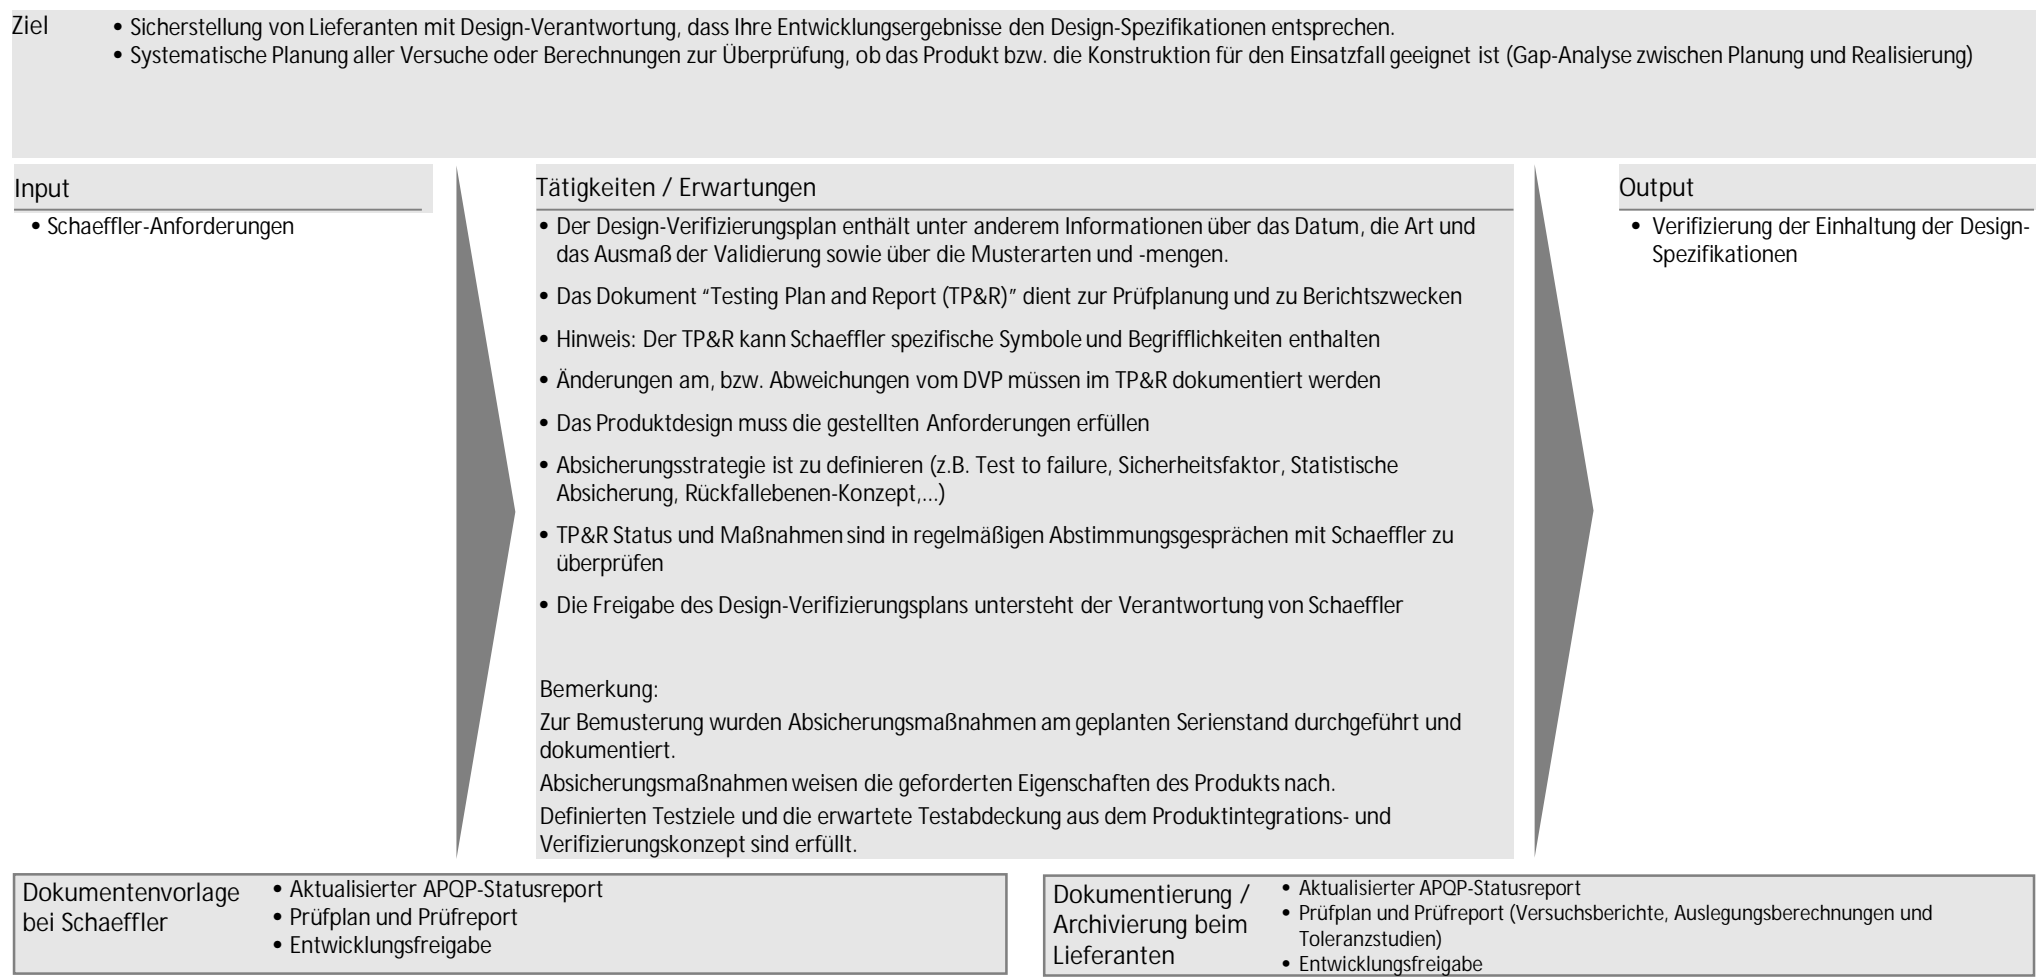 Ziel
• Sicherstellung von Lieferanten mit Design-Verantwortung, dass Ihre Entwicklungsergebnisse den Design-Spezifikationen entsprechen.
• Systematische Planung aller Versuche oder Berechnungen zur Überprüfung, ob das Produkt bzw. die Konstruktion für den Einsatzfall geeignet ist (Gap-Analyse zwischen Planung und Realisierung)
Input
• Schaeffler-Anforderungen
Tätigkeiten / Erwartungen
• Der Design-Verifizierungsplan enthält unter anderem Informationen über das Datum, die Art und
das Ausmaß der Validierung sowie über die Musterarten und -mengen.
• Das Dokument “Testing Plan and Report (TP&R)” dient zur Prüfplanung und zu Berichtszwecken
• Hinweis: Der TP&R kann Schaeffler spezifische Symbole und Begrifflichkeiten enthalten
• Änderungen am, bzw. Abweichungen vom DVP müssen im TP&R dokumentiert werden
• Das Produktdesign muss die gestellten Anforderungen erfüllen
• Absicherungsstrategie ist zu definieren (z.B. Test to failure, Sicherheitsfaktor, Statistische
Absicherung, Rückfallebenen-Konzept,...)
• TP&R Status und Maßnahmen sind in regelmäßigen Abstimmungsgesprächen mit Schaeffler zu
überprüfen
• Die Freigabe des Design-Verifizierungsplans untersteht der Verantwortung von Schaeffler
Bemerkung:
Zur Bemusterung wurden Absicherungsmaßnahmen am geplanten Serienstand durchgeführt und
dokumentiert.
Absicherungsmaßnahmen weisen die geforderten Eigenschaften des Produkts nach.
Definierten Testziele und die erwartete Testabdeckung aus dem Produktintegrations- und
Verifizierungskonzept sind erfüllt.
Output
• Verifizierung der Einhaltung der Design-
Spezifikationen
Dokumentenvorlage
bei Schaeffler
• Aktualisierter APQP-Statusreport
• Prüfplan und Prüfreport
• Entwicklungsfreigabe
Dokumentierung /
Archivierung beim
Lieferanten
• Aktualisierter APQP-Statusreport
• Prüfplan und Prüfreport (Versuchsberichte, Auslegungsberechnungen und
Toleranzstudien)
• Entwicklungsfreigabe